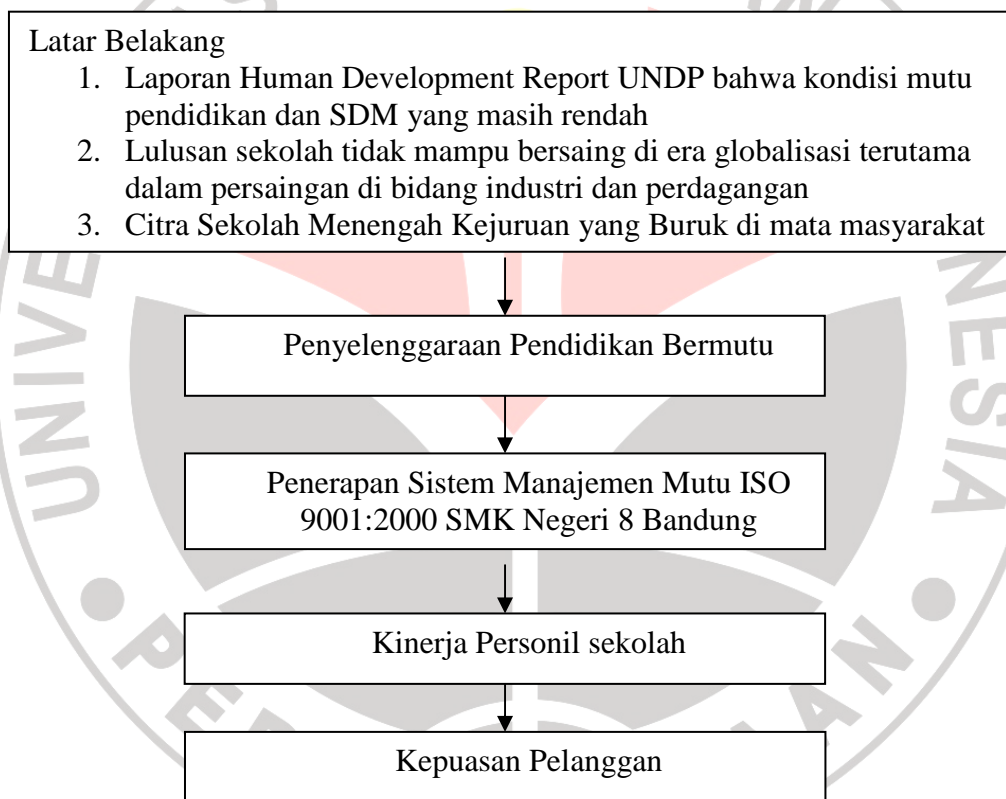 Latar Belakang
1. Laporan Human Development Report UNDP bahwa kondisi mutu
pendidikan dan SDM yang masih rendah
2. Lulusan sekolah tidak mampu bersaing di era globalisasi terutama
dalam persaingan di bidang industri dan perdagangan
3. Citra Sekolah Menengah Kejuruan yang Buruk di mata masyarakat
Penyelenggaraan Pendidikan Bermutu
Penerapan Sistem Manajemen Mutu ISO
9001:2000 SMK Negeri 8 Bandung
Kinerja Personil sekolah
Kepuasan Pelanggan